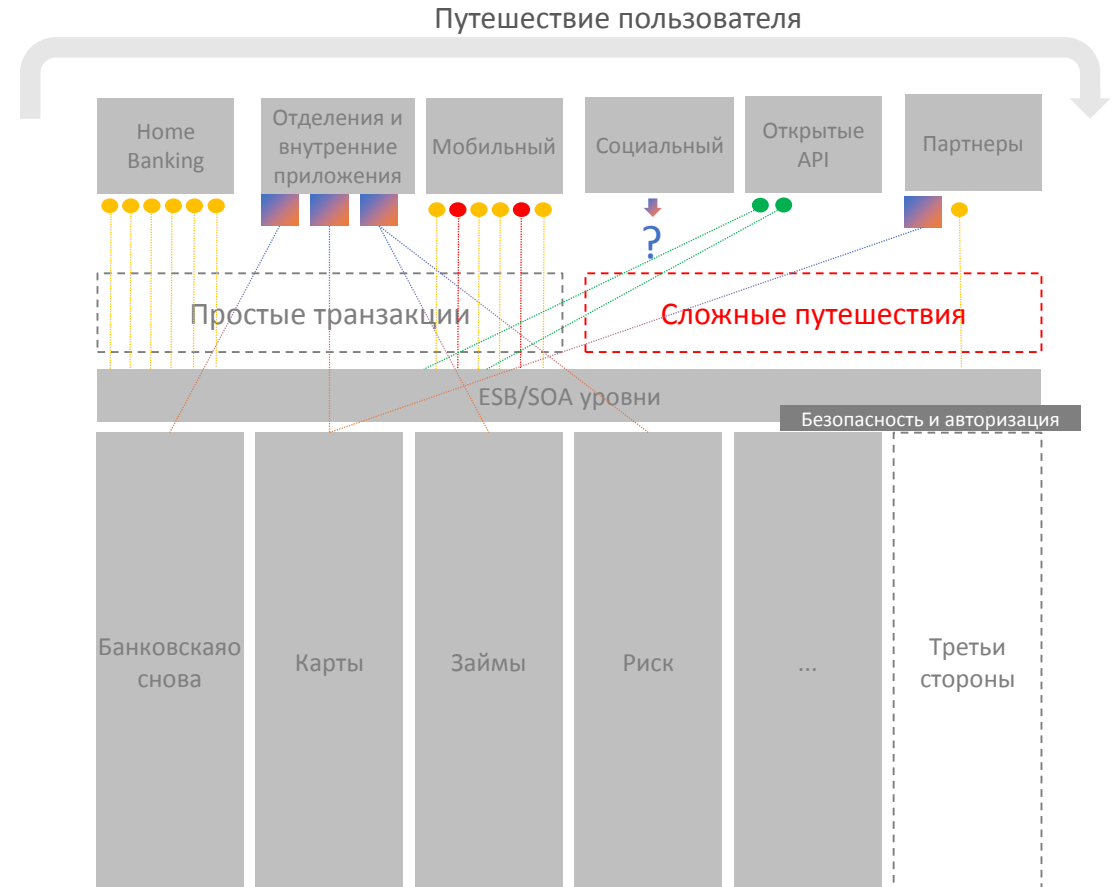 Путешествие пользователя
Home
Banking
Отделения и
внутренние
приложения
Мобильный
Социальный
Открытые
API
Партнеры
?
Простые транзакции
Сложные путешествия
ESB/SOA уровни
Безопасность и авторизация
Банковскаяо
снова
Карты
Займы
Риск
...
Третьи
стороны